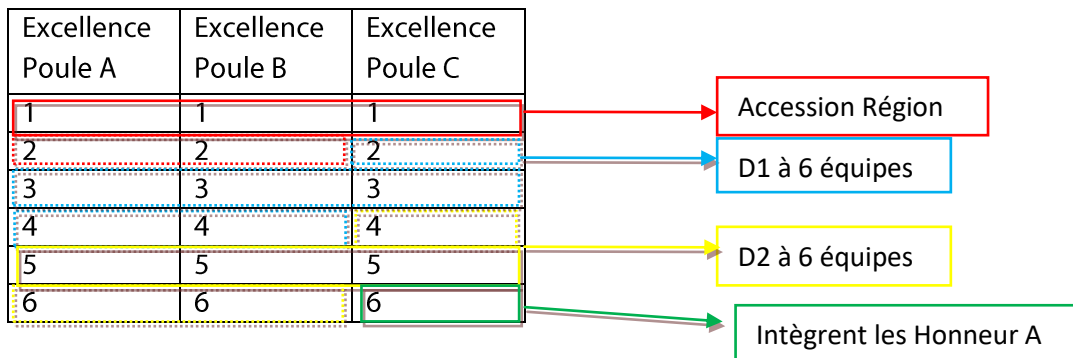 Excellence Excellence Excellence
Poule A Poule B Poule C
1 1 1
2 2 2
3 3 3
4 4 4
5 5 5
6 6 6
Accession Région
D1 à 6 équipes
D2 à 6 équipes
Intègrent les Honneur A